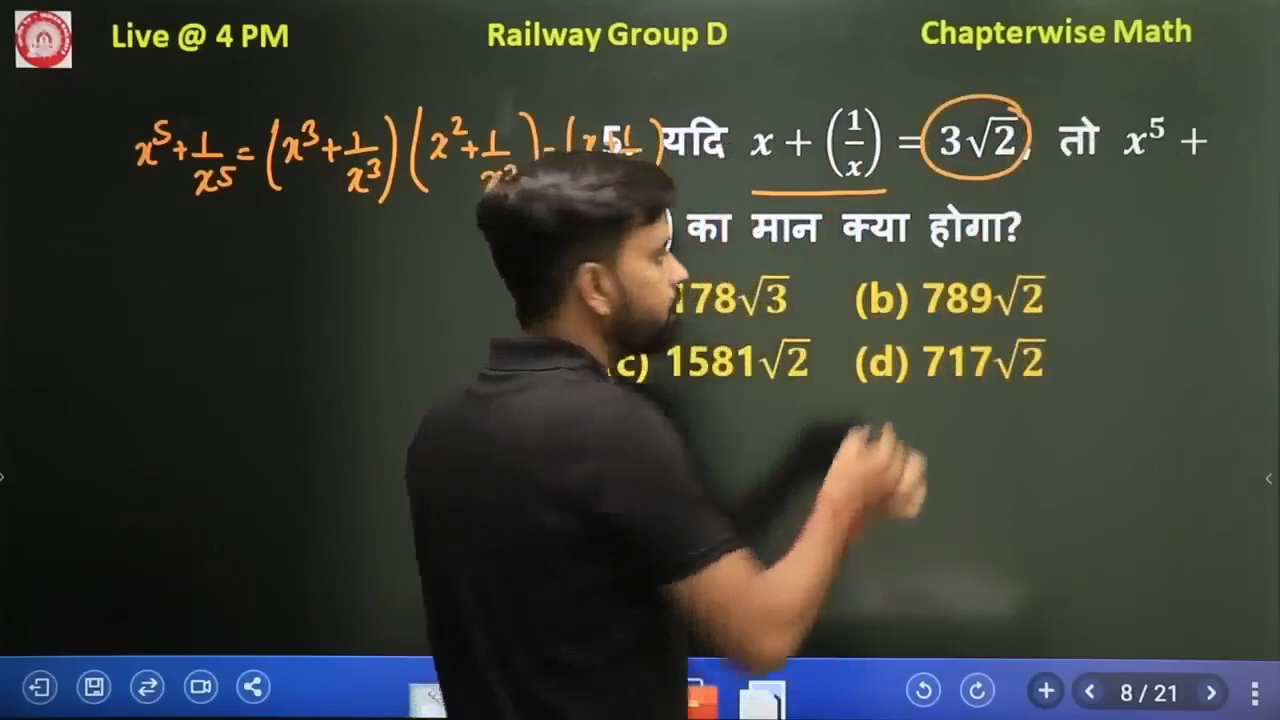 Live @ 4 PM Railway Group D Chapterwise Math
x⁵ + 1/x⁵ = (x³ + 1/x³)(x² + 1/x²) - (x
5. यदि x + (1/x) = 3√2, तो x⁵ +
का मान क्या होगा?
178√3 (b) 789√2
c) 1581√2 (d) 717√2
8 / 21